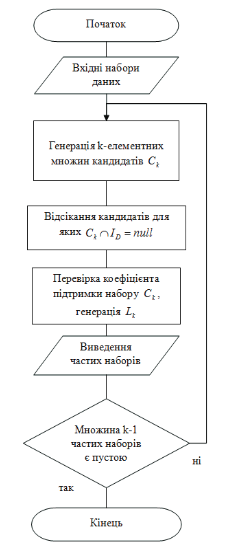 Початок
Вхідні набори
даних
Генерація k-елементних
множин кандидатів C_k
Відсікання кандидатів для
яких C_k ∩ I_D = null
Перевірка коефіцієнта
підтримки набору C_k ,
генерація L_k
Виведення
частих наборів
Множина k-1
частих наборів
є пустою
ні
так
Кінець